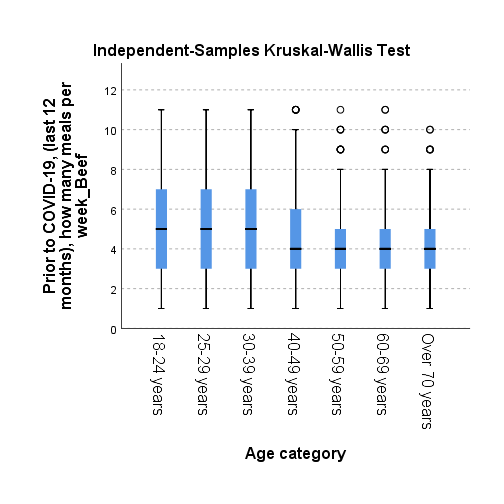 Independent-Samples Kruskal-Wallis Test
Prior to COVID-19, (last 12
months), how many meals per
week_Beef
12
10
8
6
4
2
0
18-24 years
25-29 years
30-39 years
40-49 years
50-59 years
60-69 years
Over 70 years
Age category